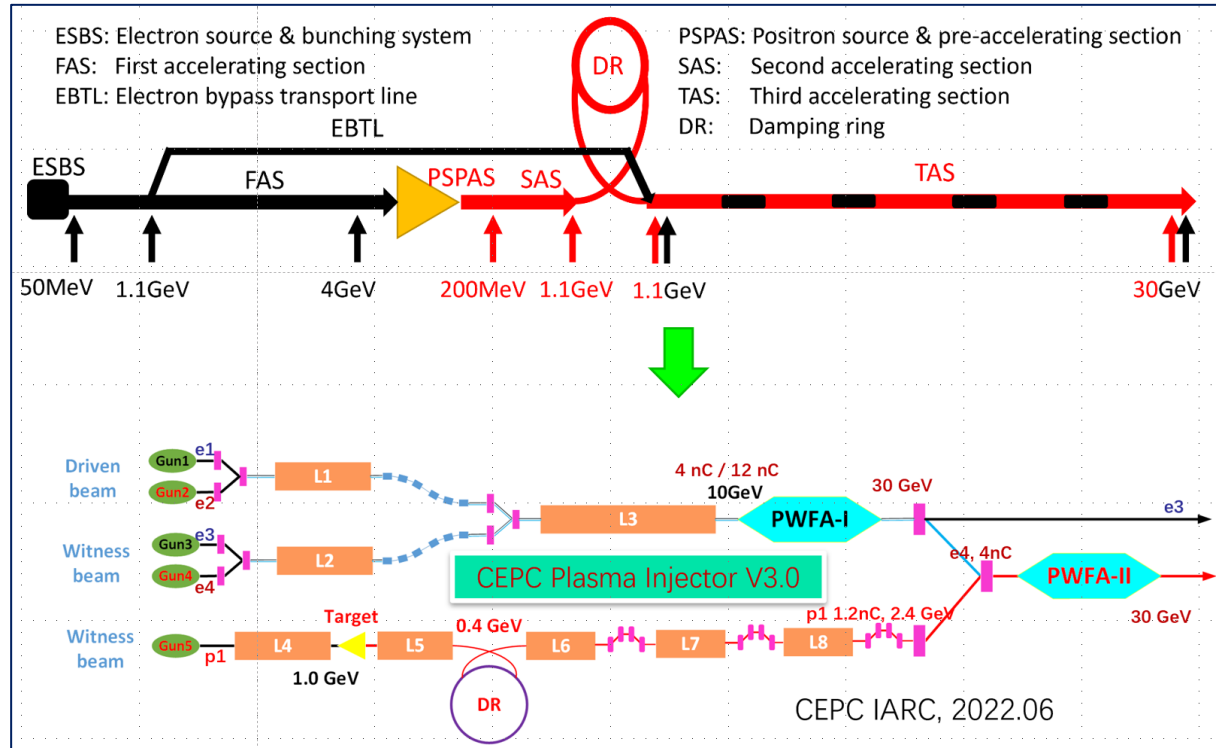 ESBS: Electron source & bunching system
FAS: First accelerating section
EBTL: Electron bypass transport line
PSPAS: Positron source & pre-accelerating section
SAS: Second accelerating section
TAS: Third accelerating section
DR: Damping ring
DR
EBTL
ESBS
FAS
PSPAS
SAS
TAS
50MeV
1.1GeV
4GeV
200MeV
1.1GeV
1.1GeV
30GeV
Driven
beam
Gun1
e1
Gun2
e2
L1
Witness
beam
Gun3
e3
Gun4
e4
L2
L3
4 nC / 12 nC
10GeV
PWFA-I
30 GeV
e3
CEPC Plasma Injector V3.0
e4, 4nC
PWFA-II
30 GeV
Witness
beam
Gun5
p1
L4
Target
1.0 GeV
L5
0.4 GeV
DR
L6
L7
L8
p1 1.2nC, 2.4 GeV
CEPC IARC, 2022.06